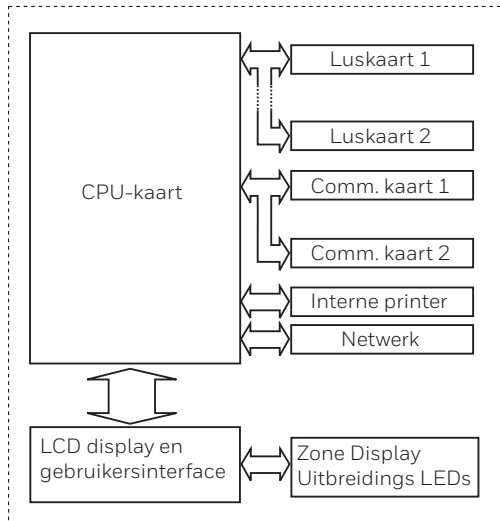 CPU-kaart
Luskaart 1
Luskaart 2
Comm. kaart 1
Comm. kaart 2
Interne printer
Netwerk
LCD display en
gebruikersinterface
Zone Display
Uitbreidings LEDs